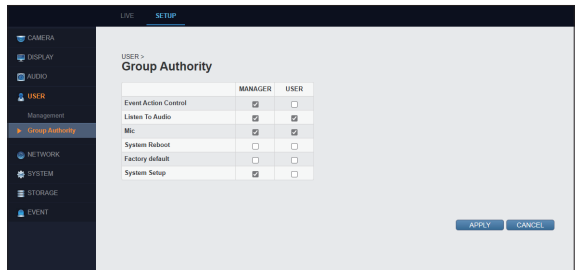 LIVE SETUP
CAMERA
DISPLAY
AUDIO
USER
Management
Group Authority
NETWORK
SYSTEM
STORAGE
EVENT
USER >
Group Authority
MANAGER USER
Event Action Control
Listen To Audio
Mic
System Reboot
Factory default
System Setup
APPLY CANCEL